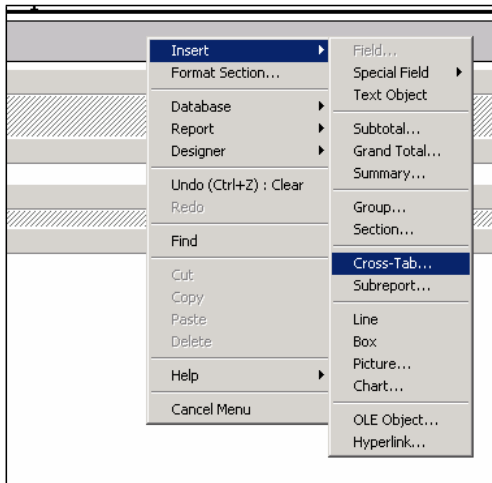 Insert
Format Section...
Database
Report
Designer
Undo (Ctrl+Z) : Clear
Redo
Find
Cut
Copy
Paste
Delete
Help
Cancel Menu
Field...
Special Field
Text Object
Subtotal...
Grand Total...
Summary...
Group...
Section...
Cross-Tab...
Subreport...
Line
Box
Picture...
Chart...
OLE Object...
Hyperlink...